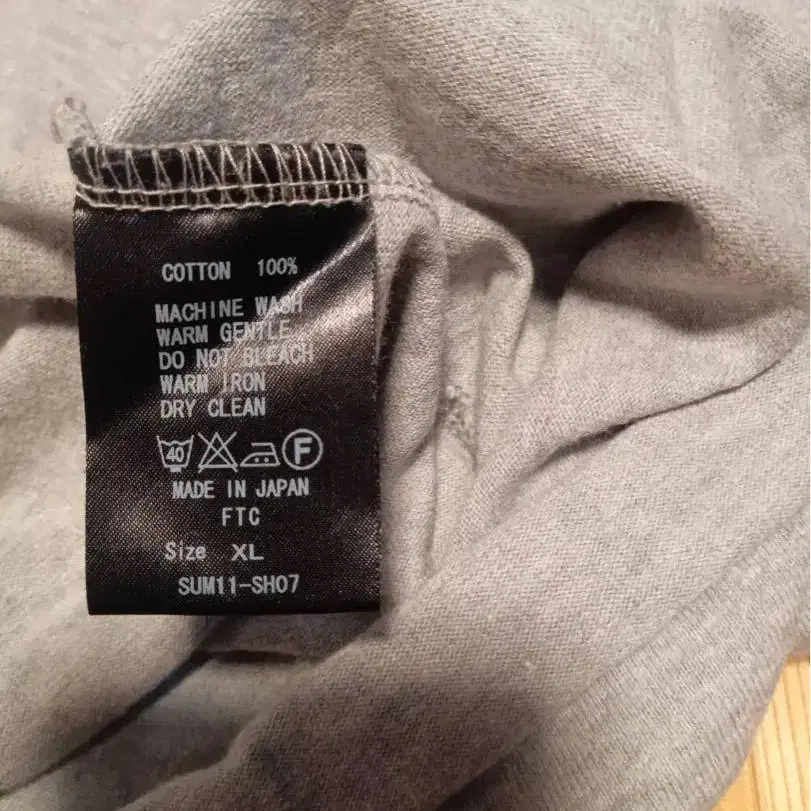 COTTON 100%
MACHINE WASH
WARM GENTLE
DO NOT BLEACH
WARM IRON
DRY CLEAN
40 F
MADE IN JAPAN
FTC
Size XL
SUM11-SH07